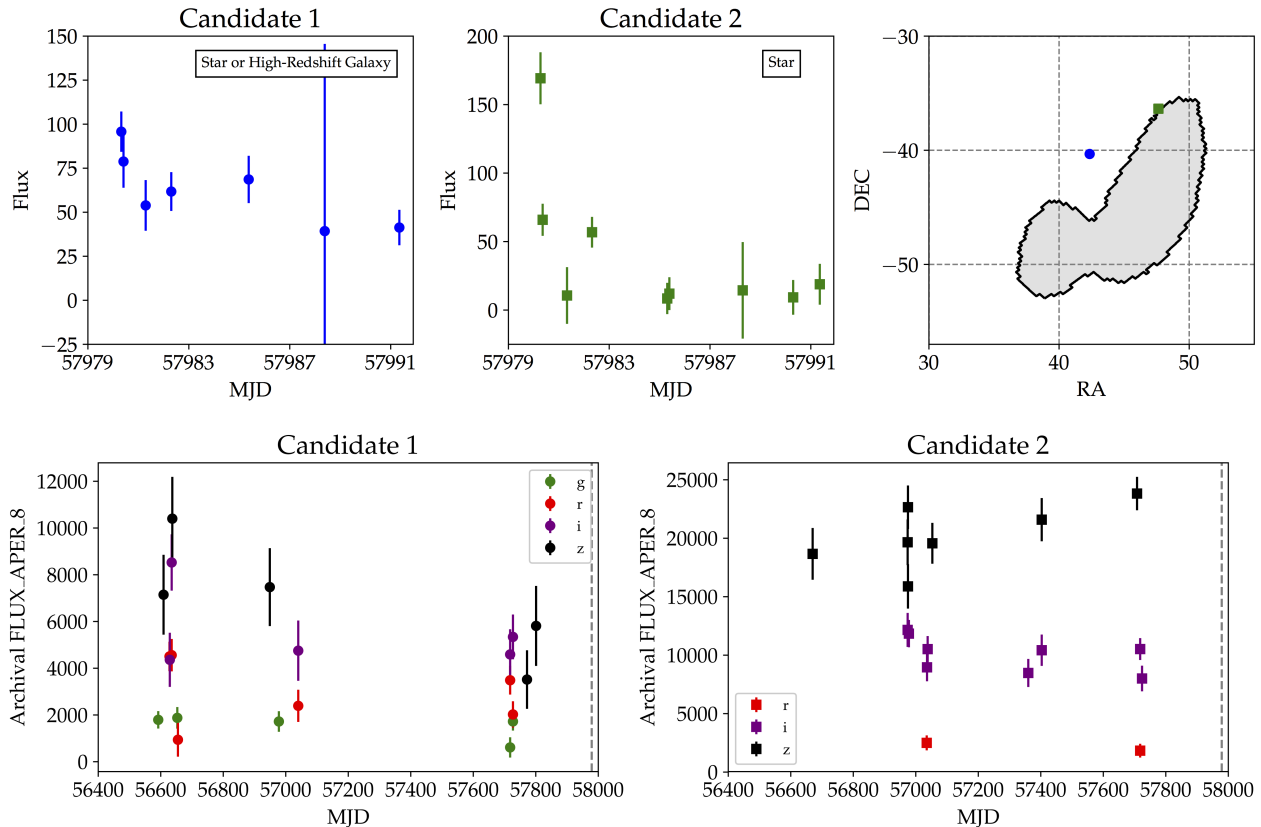 Candidate 1
150
125
100
75
50
25
0
−25
Flux
Star or High-Redshift Galaxy
57979
57983
57987
57991
MJD
Candidate 2
200
150
100
50
0
Flux
Star
57979
57983
57987
57991
MJD
−30
−40
−50
DEC
30
40
50
RA
Candidate 1
12000
10000
8000
6000
4000
2000
0
Archival FLUX_APER_8
g
r
i
z
56400
56600
56800
57000
57200
57400
57600
57800
58000
MJD
Candidate 2
25000
20000
15000
10000
5000
0
Archival FLUX_APER_8
r
i
z
56400
56600
56800
57000
57200
57400
57600
57800
58000
MJD